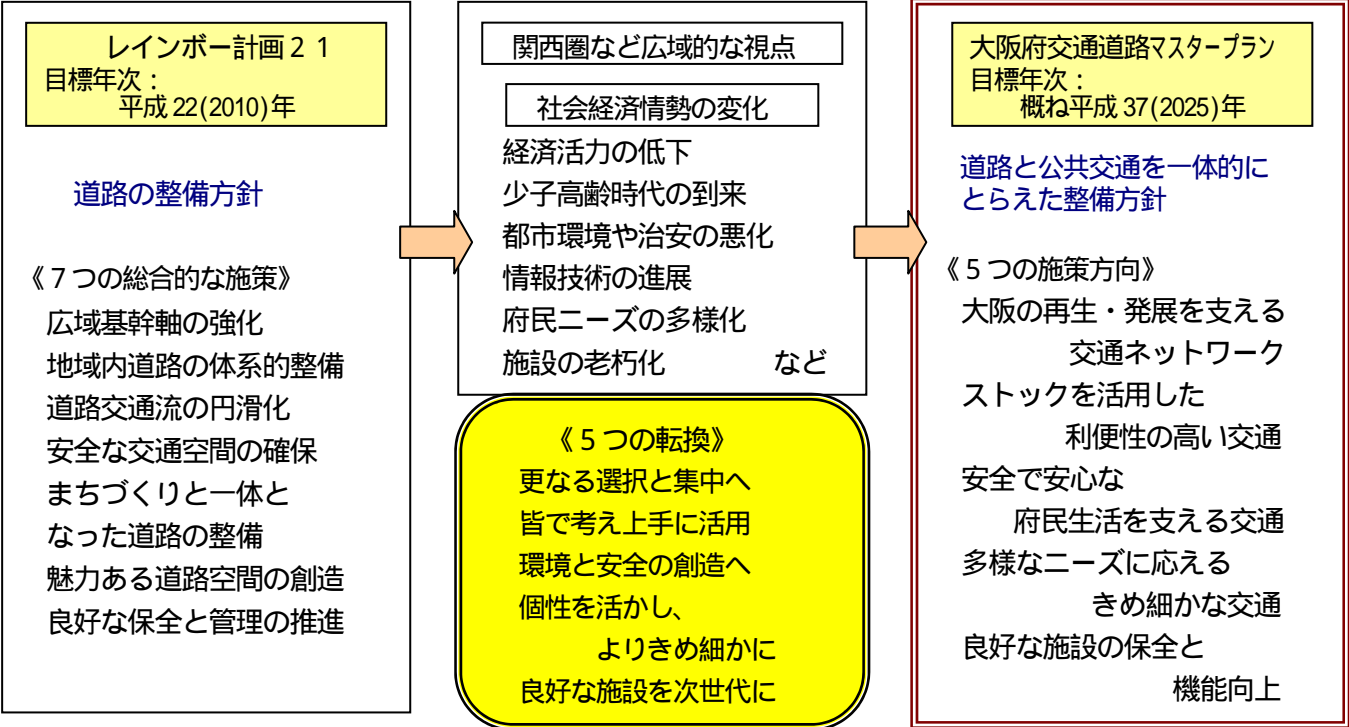 レインボー計画２１
目標年次：
平成22(2010)年
道路の整備方針
《７つの総合的な施策》
広域基幹軸の強化
地域内道路の体系的整備
道路交通流の円滑化
安全な交通空間の確保
まちづくりと一体と
なった道路の整備
魅力ある道路空間の創造
良好な保全と管理の推進
関西圏など広域的な視点
社会経済情勢の変化
経済活力の低下
少子高齢時代の到来
都市環境や治安の悪化
情報技術の進展
府民ニーズの多様化
施設の老朽化　など
《５つの転換》
更なる選択と集中へ
皆で考え上手に活用
環境と安全の創造へ
個性を活かし、
よりきめ細かに
良好な施設を次世代に
大阪府交通道路ﾏｽﾀｰﾌﾟﾗﾝ
目標年次：
概ね平成37(2025)年
道路と公共交通を一体的に
とらえた整備方針
《５つの施策方向》
大阪の再生・発展を支える
交通ネットワーク
ストックを活用した
利便性の高い交通
安全で安心な
府民生活を支える交通
多様なニーズに応える
きめ細かな交通
良好な施設の保全と
機能向上